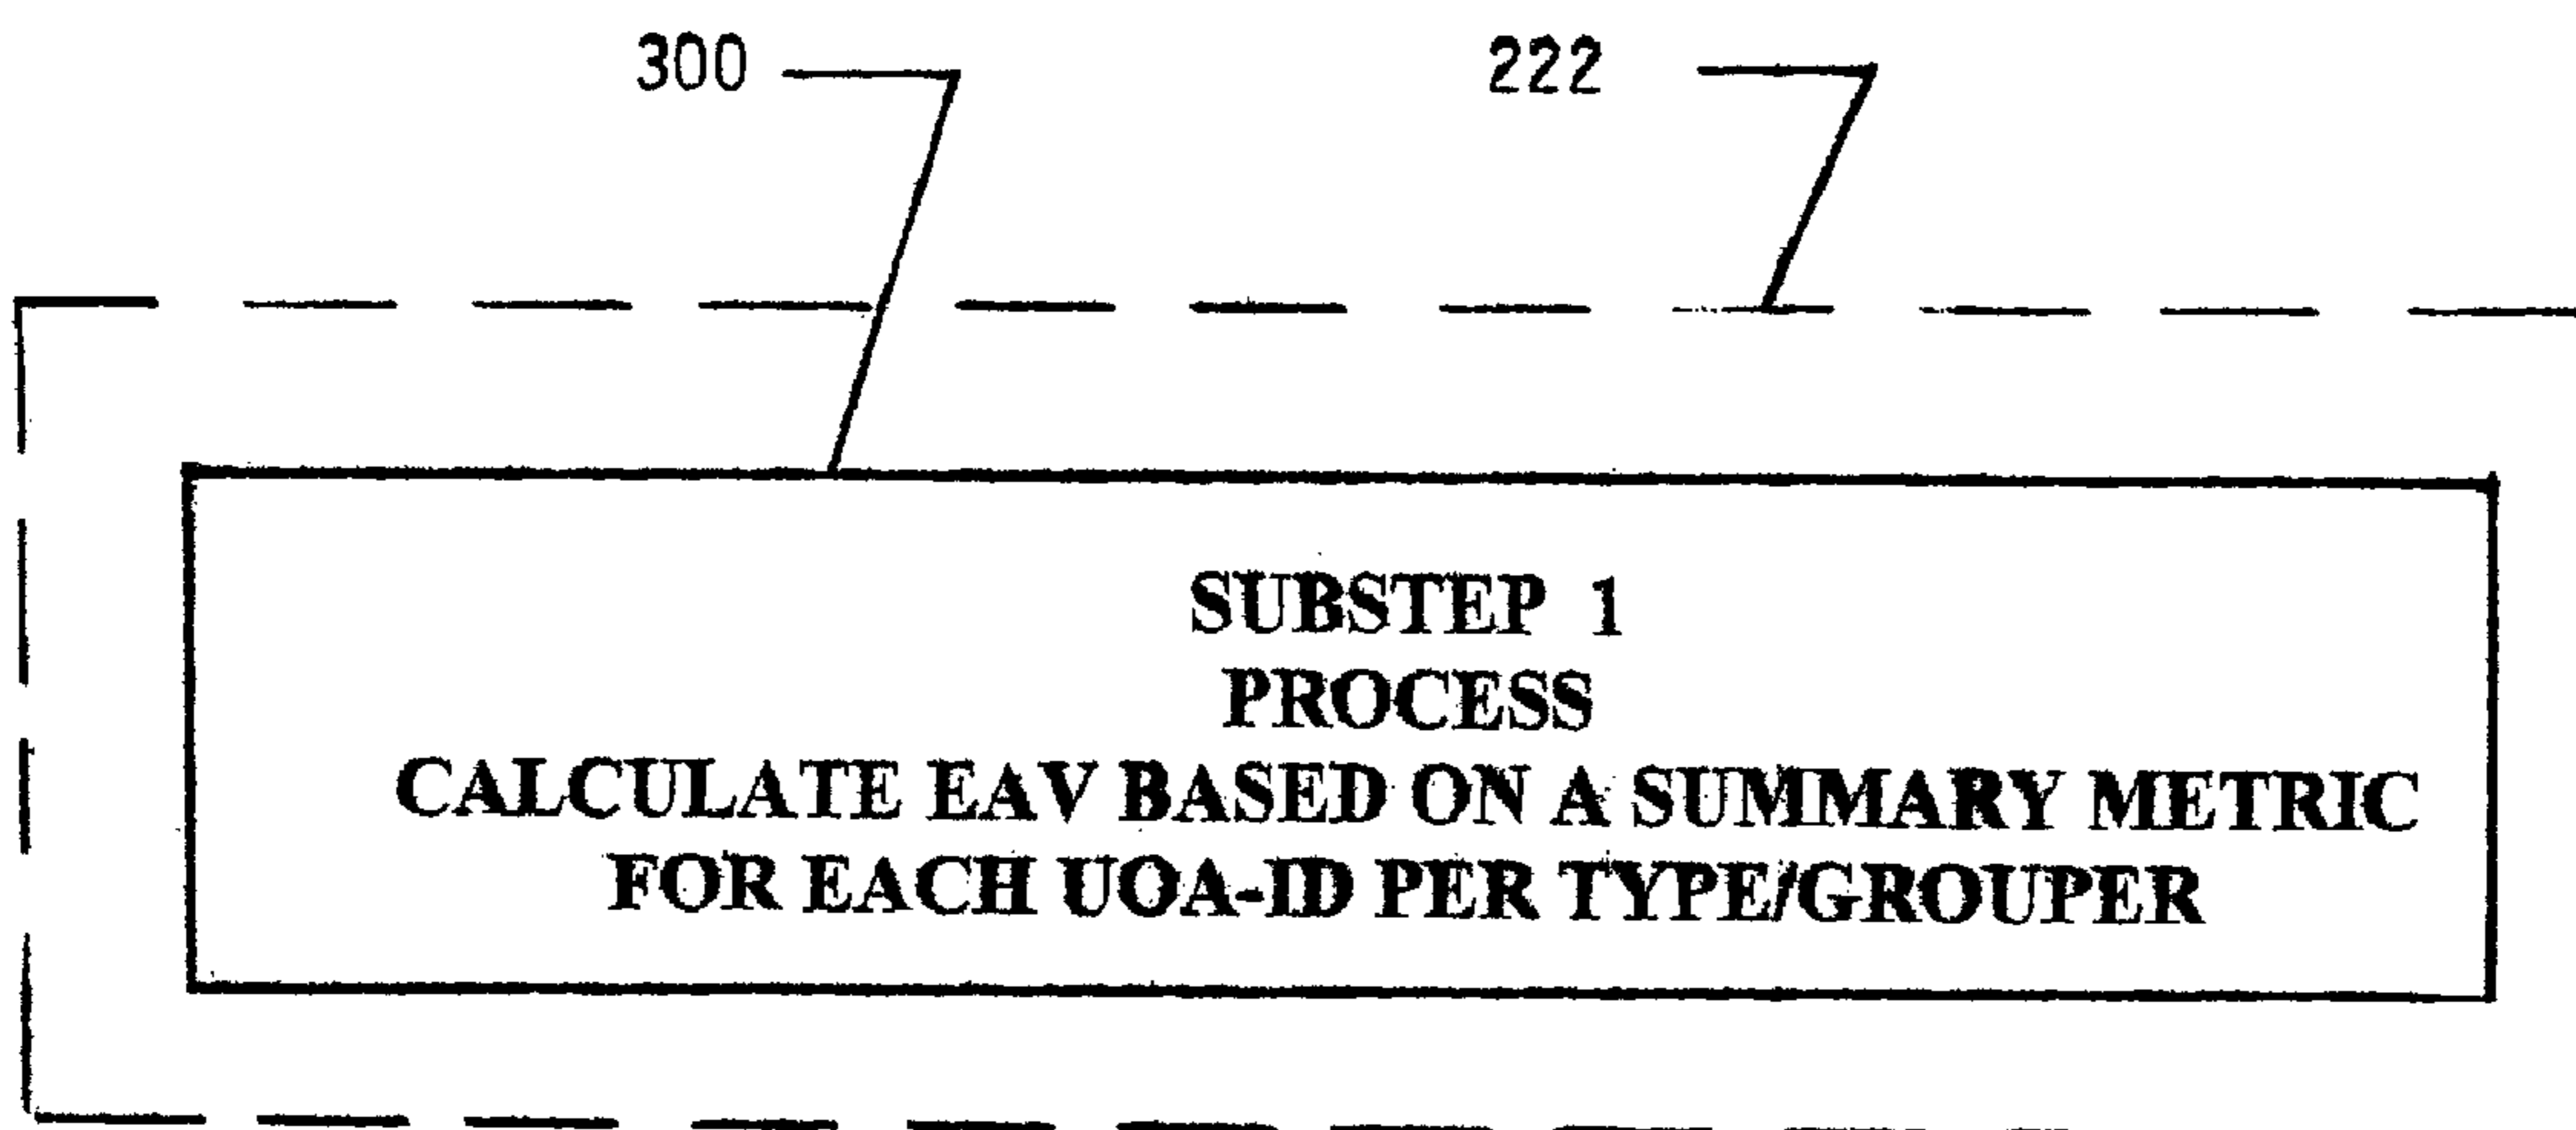 300
222
SUBSTEP 1
PROCESS
CALCULATE EAV BASED ON A SUMMARY METRIC
FOR EACH UOA-ID PER TYPE/GROUPER